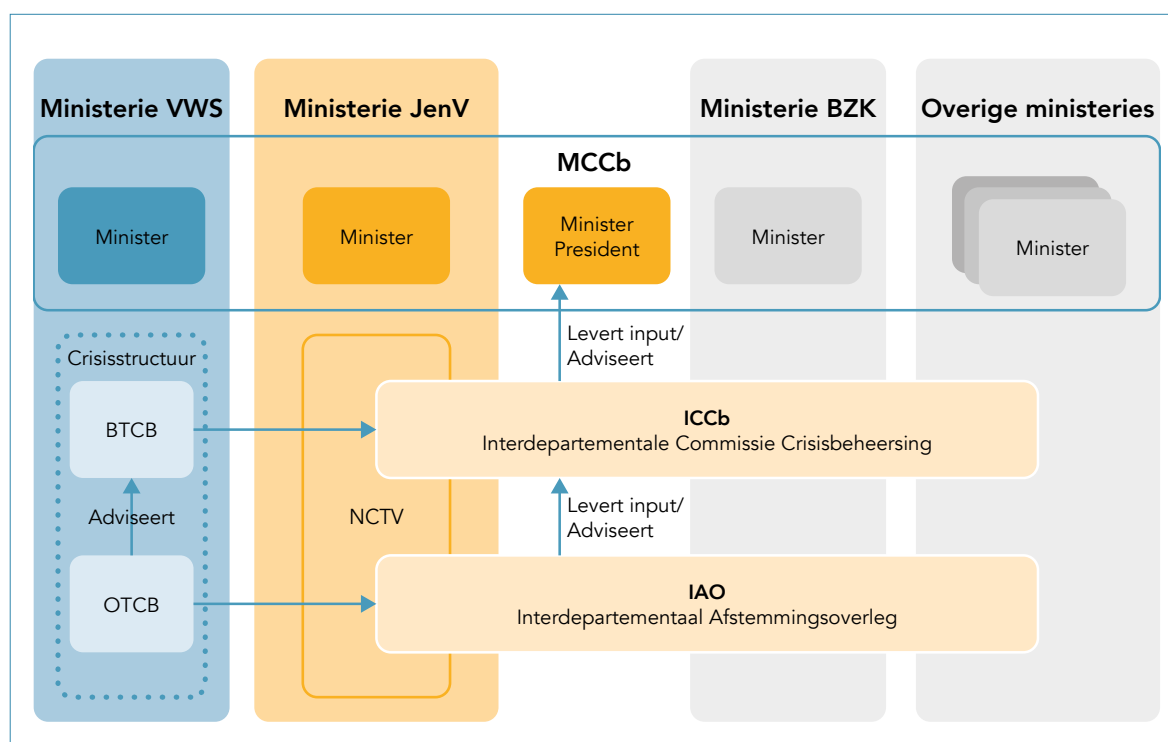 Ministerie VWS
Ministerie JenV
Ministerie BZK
Overige ministeries
MCCb
Minister
Minister
Minister
President
Minister
Minister
Levert input/
Adviseert
Crisisstructuur
BTCB
ICCb
Interdepartementale Commissie Crisisbeheersing
Adviseert
NCTV
Levert input/
Adviseert
OTCB
IAO
Interdepartementaal Afstemmingsoverleg